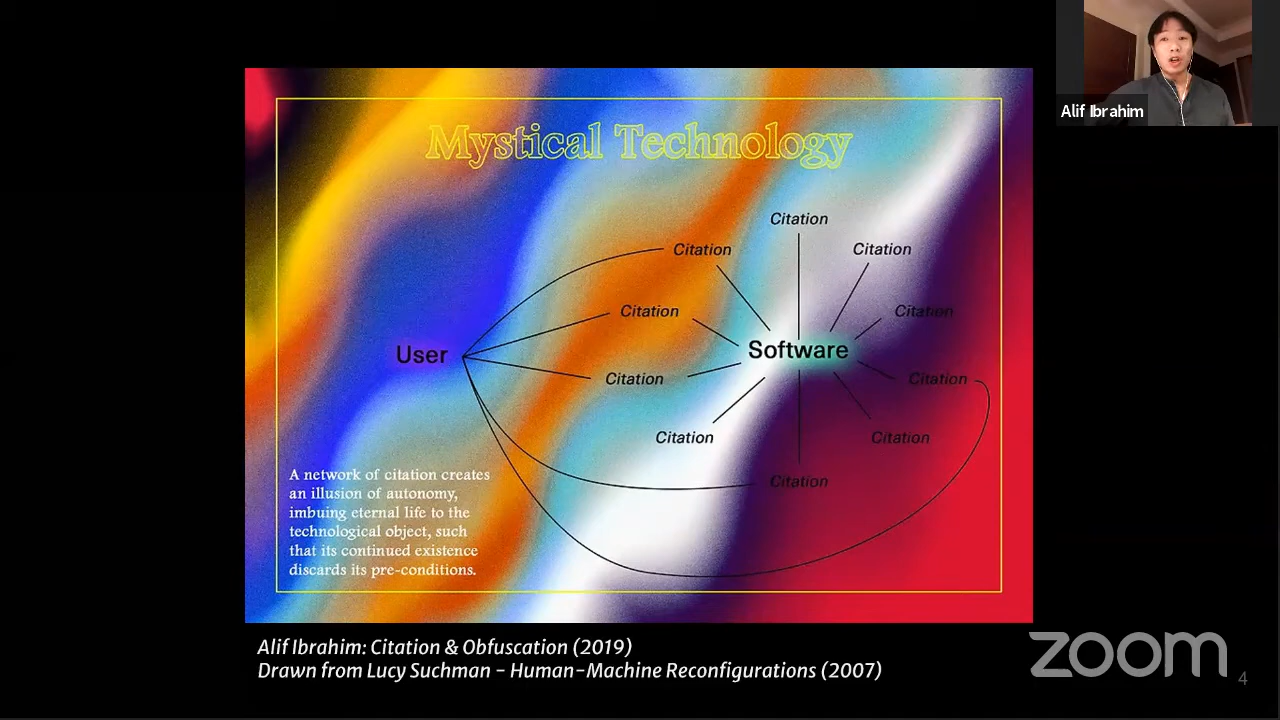 Mystical Technology
Citation
Citation
Citation
Citation
Citation
User
Software
Citation
Citation
Citation
Citation
Citation
A network of citation creates
an illusion of autonomy,
imbuing eternal life to the
technological object, such
that its continued existence
discards its pre-conditions.
Alif Ibrahim: Citation & Obfuscation (2019)
Drawn from Lucy Suchman - Human-Machine Reconfigurations (2007)
Alif Ibrahim
zoom
4